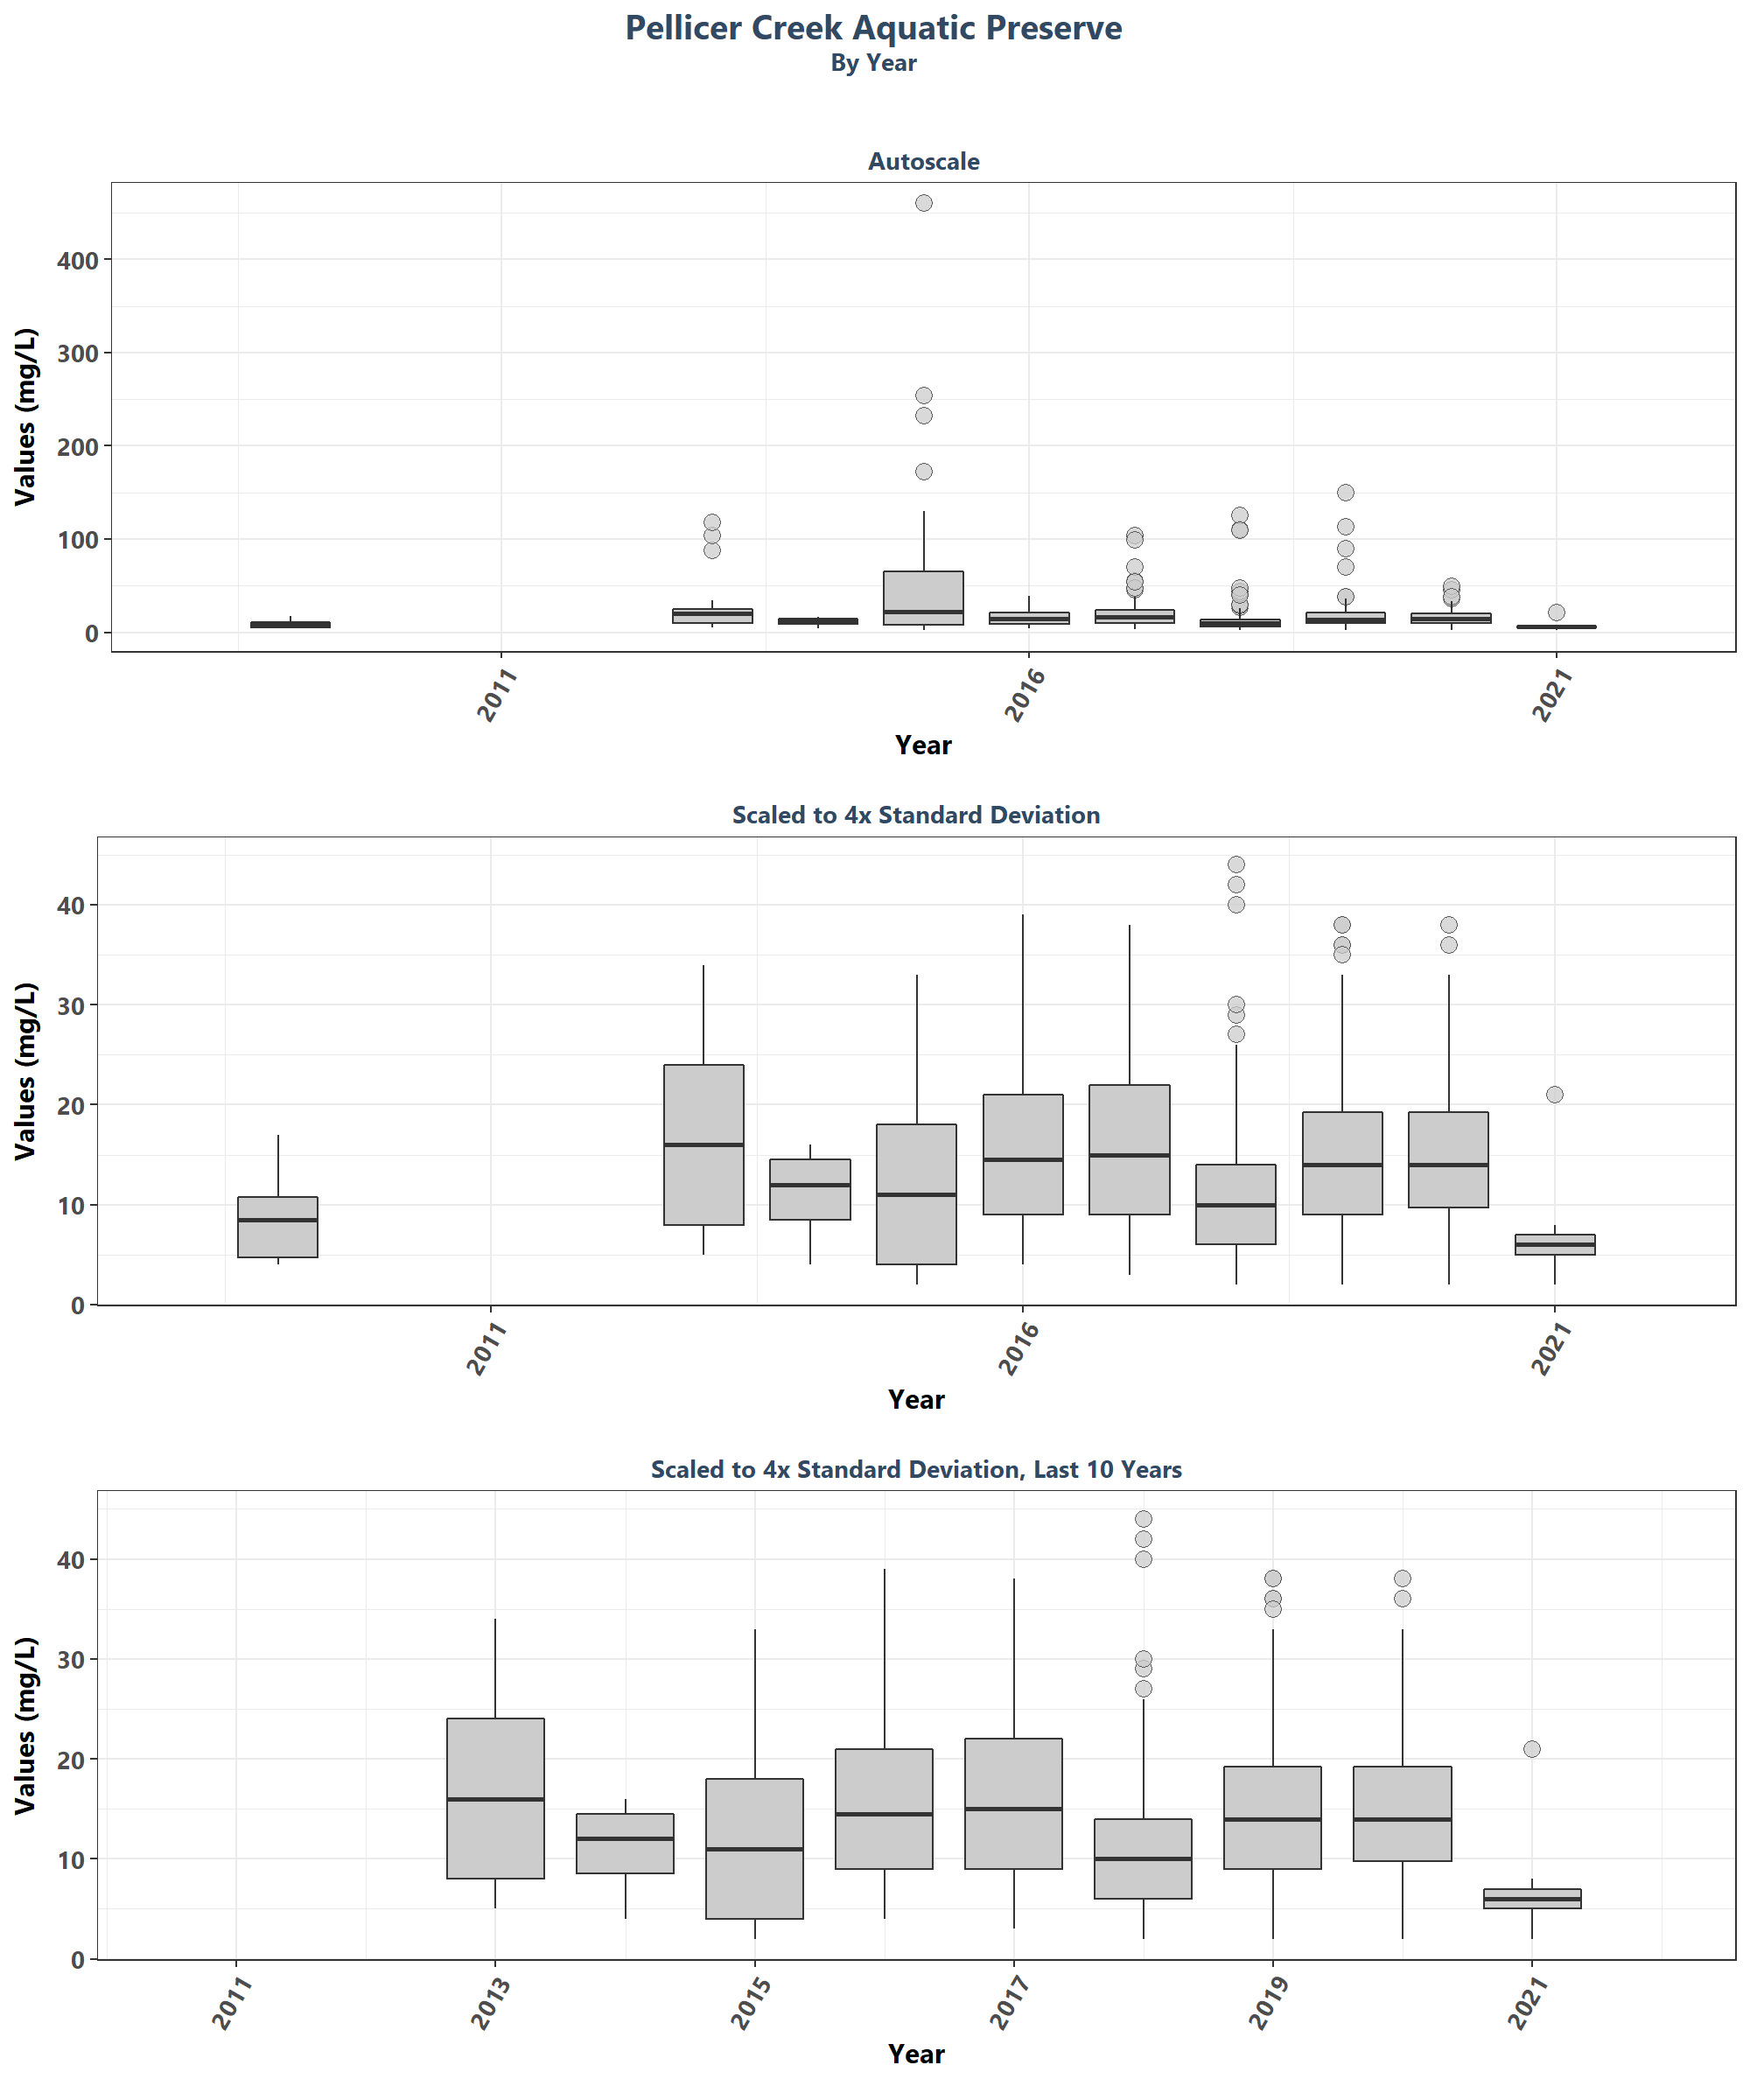 Pellicer Creek Aquatic Preserve
By Year
Autoscale
Values (mg/L)
400
300
200
100
0
2011
2016
2021
Year
Scaled to 4x Standard Deviation
Values (mg/L)
40
30
20
10
0
2011
2016
2021
Year
Scaled to 4x Standard Deviation, Last 10 Years
Values (mg/L)
40
30
20
10
0
2011
2013
2015
2017
2019
2021
Year